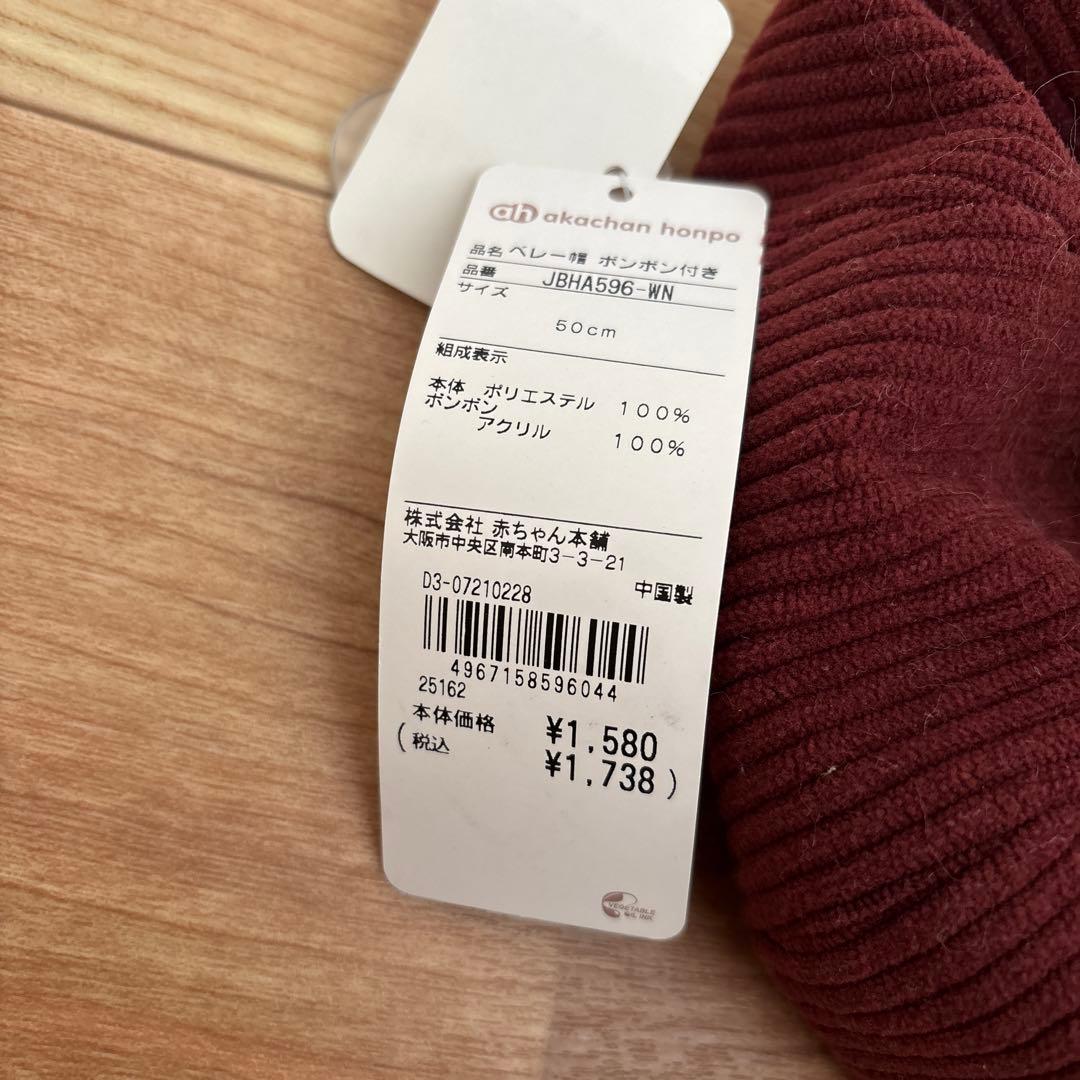 ah akachan honpo
品名 ベレー帽 ボンボン付き
品番 JBHA596-WN
サイズ
50cm
組成表示
本体 ポリエステル 100%
ボンボン
アクリル 100%
株式会社 赤ちゃん本舗
大阪市中央区南本町3-3-21
D3-07210228 中国製
4967158596044
25162
本体価格 ¥1,580
(税込 ¥1,738)
VEGETABLE
OIL INK